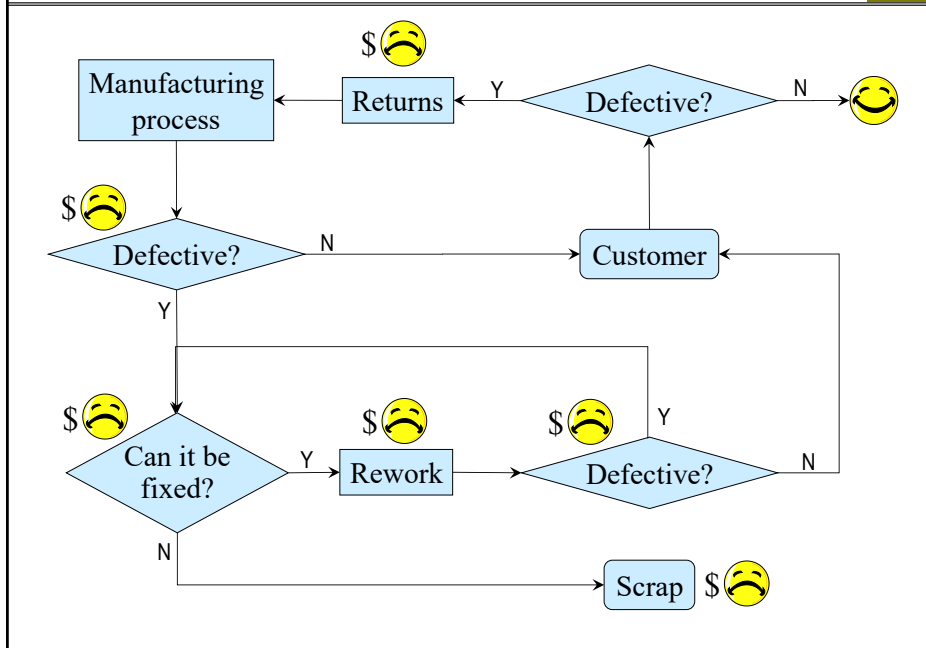 $
Manufacturing
process
Returns
Y
Defective?
N
$
Defective?
N
Customer
Y
$
Can it be
fixed?
Y
$
Rework
$
Defective?
Y
N
N
Scrap
$